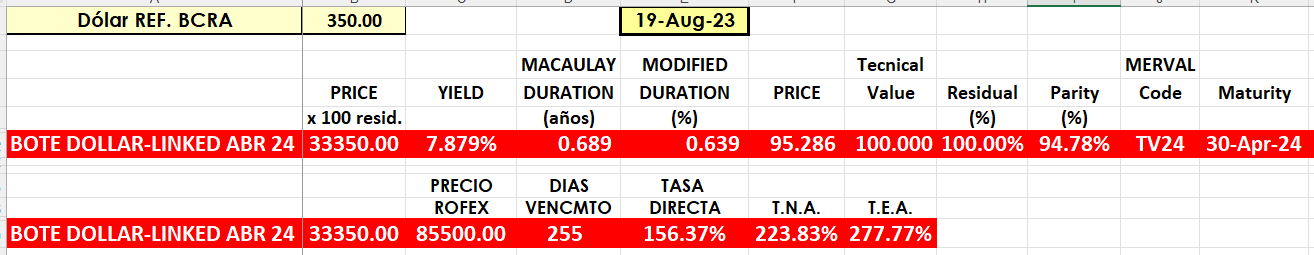 Dólar REF. BCRA 350.00 19-Aug-23
MACAULAY MODIFIED Tecnical MERVAL
PRICE YIELD DURATION DURATION PRICE Value Residual Parity Code Maturity
x 100 resid. (años) (%) (%) (%)
BOTE DOLLAR-LINKED ABR 24 33350.00 7.879% 0.689 0.639 95.286 100.000 100.00% 94.78% TV24 30-Apr-24
PRECIO DIAS TASA
ROFEX VENCMTO DIRECTA T.N.A. T.E.A.
BOTE DOLLAR-LINKED ABR 24 33350.00 85500.00 255 156.37% 223.83% 277.77%